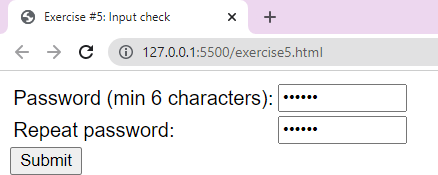 Exercise #5: Input check
127.0.0.1:5500/exercise5.html
Password (min 6 characters): ••••••
Repeat password: ••••••
Submit